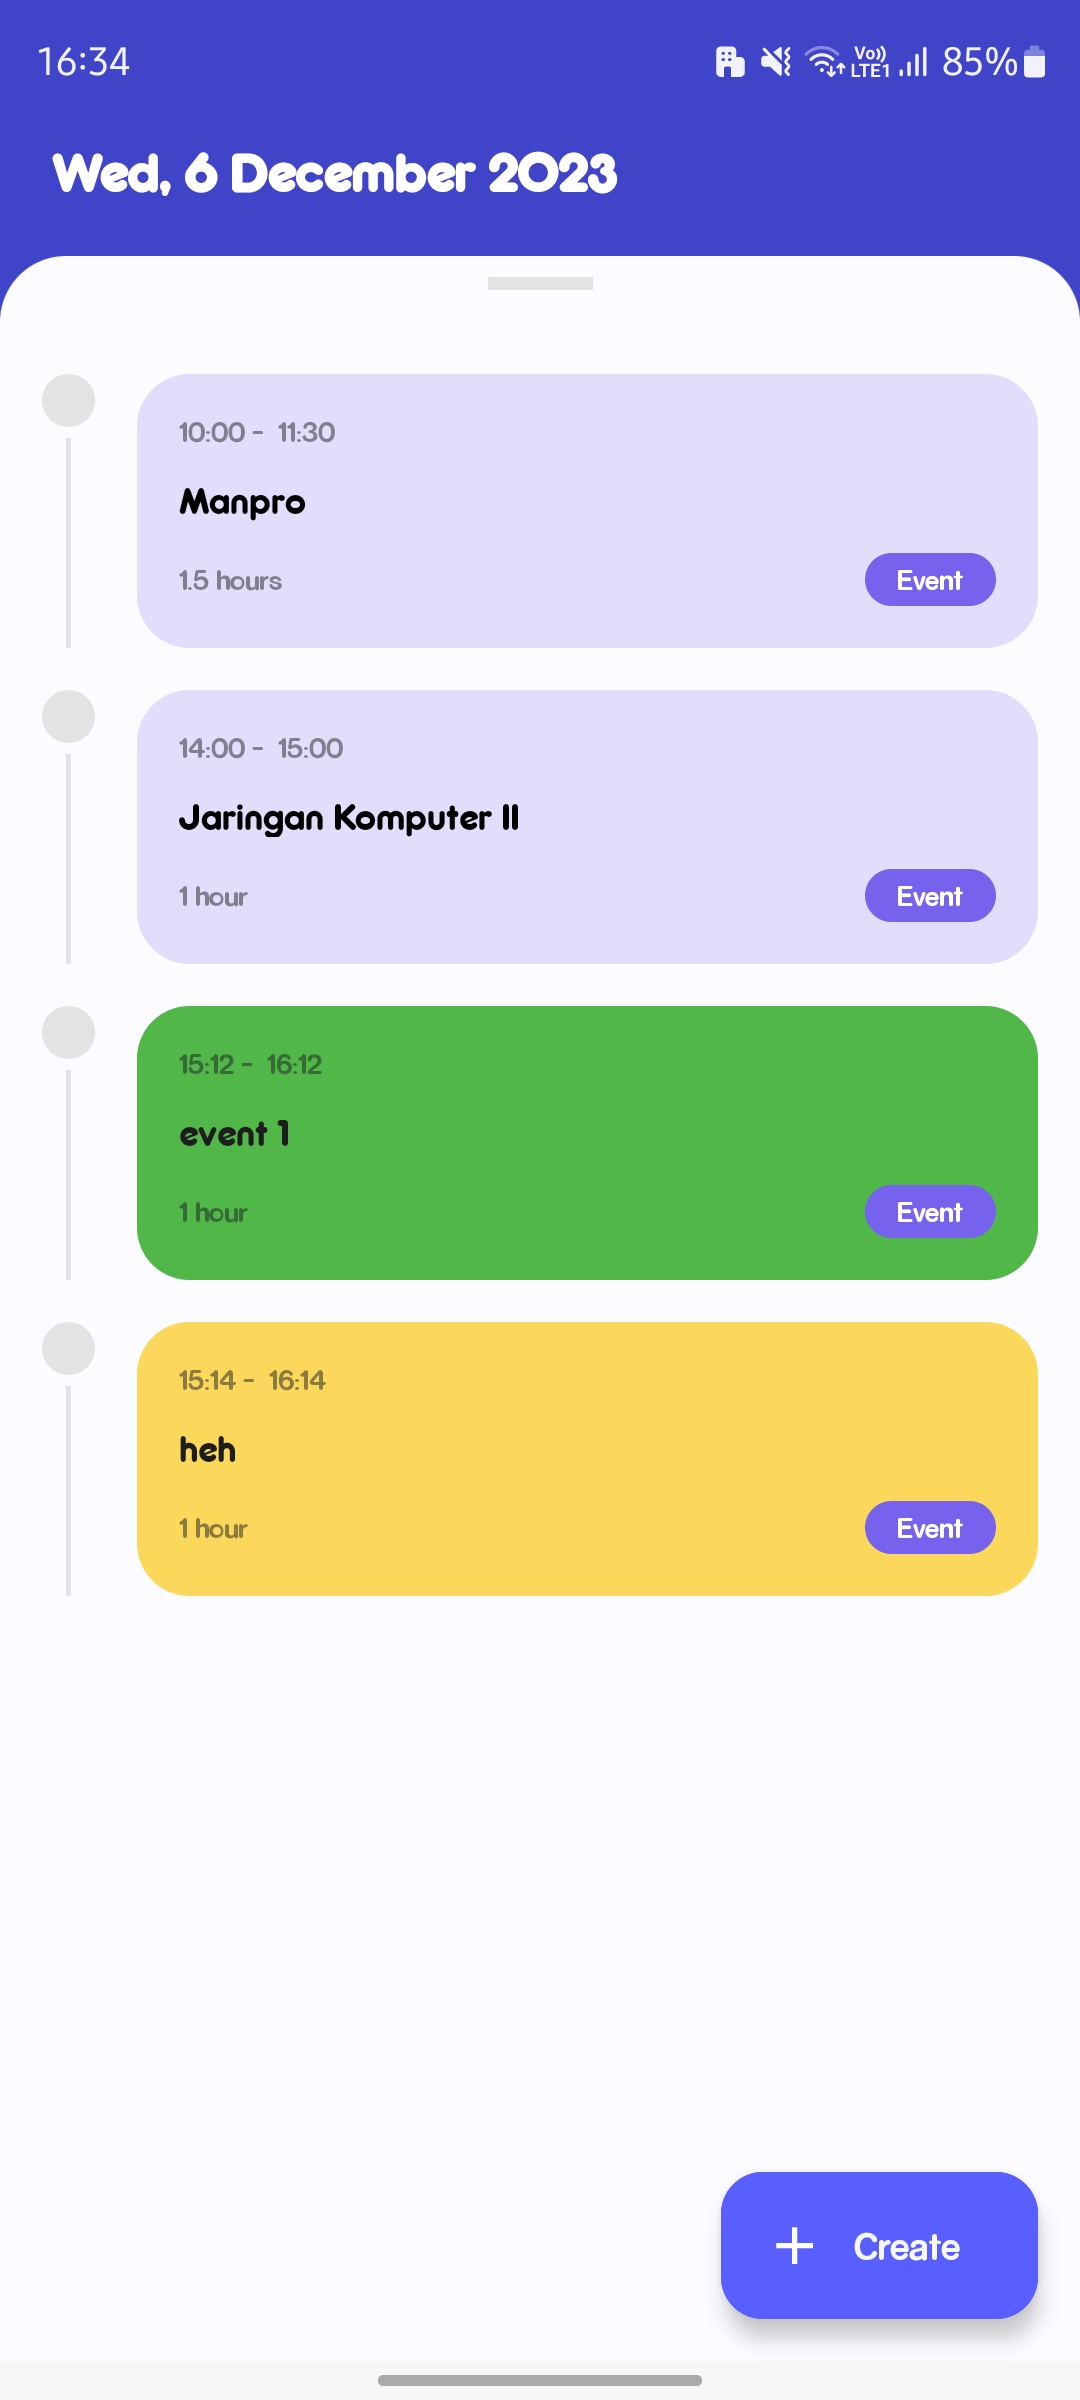 16:34
Vo)) LTE1 85%
Wed, 6 December 2023
10:00 - 11:30
Manpro
1.5 hours
Event
14:00 - 15:00
Jaringan Komputer II
1 hour
Event
15:12 - 16:12
event 1
1 hour
Event
15:14 - 16:14
heh
1 hour
Event
+ Create